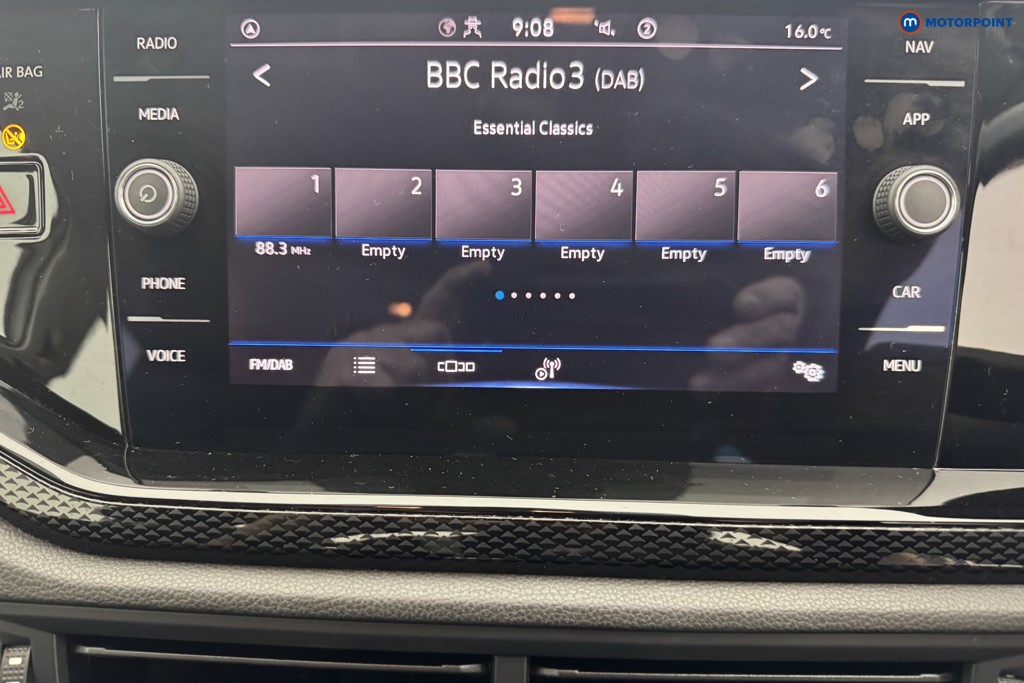 MOTORPOINT
RADIO
9:08
2
16.0°C
NAV
AIR BAG
BBC Radio3 (DAB)
MEDIA
Essential Classics
APP
1 2 3 4 5 6
88.3 MHz Empty Empty Empty Empty Empty
PHONE
CAR
VOICE
FM/DAB
MENU